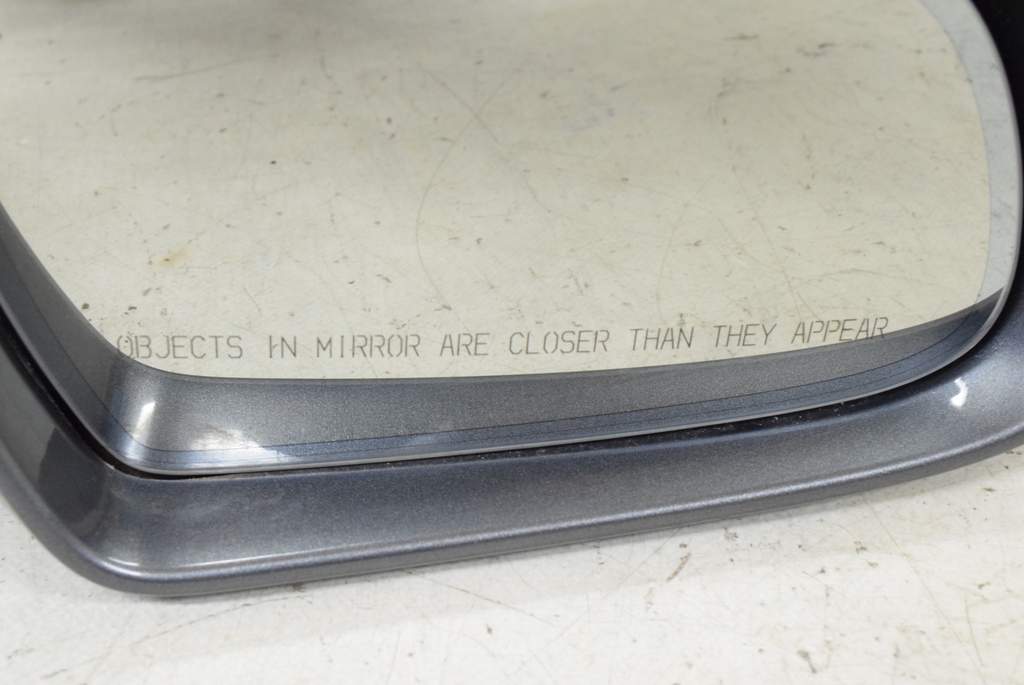 OBJECTS IN MIRROR ARE CLOSER THAN THEY APPEAR